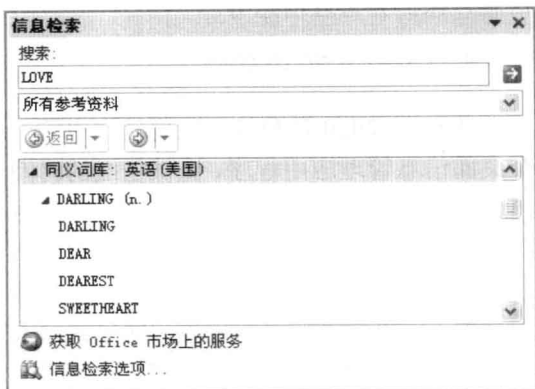 信息检索
搜索:
LOVE
所有参考资料
返回
同义词库: 英语(美国)
DARLING (n.)
DARLING
DEAR
DEAREST
SWEETHEART
获取 Office 市场上的服务
信息检索选项...